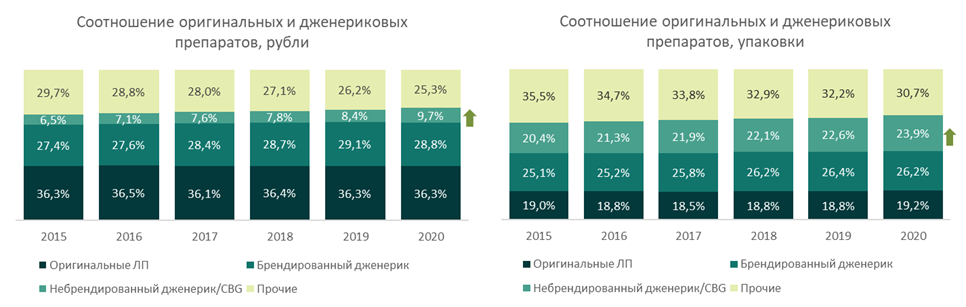 Соотношение оригинальных и дженериковых
препаратов, рубли
29,7% 28,8% 28,0% 27,1% 26,2% 25,3%
6,5% 7,1% 7,6% 7,8% 8,4% 9,7%
27,4% 27,6% 28,4% 28,7% 29,1% 28,8%
36,3% 36,5% 36,1% 36,4% 36,3% 36,3%
2015 2016 2017 2018 2019 2020
Оригинальные ЛП Брендированный дженерик
Небрендированный дженерик/CBG Прочие
Соотношение оригинальных и дженериковых
препаратов, упаковки
35,5% 34,7% 33,8% 32,9% 32,2% 30,7%
20,4% 21,3% 21,9% 22,1% 22,6% 23,9%
25,1% 25,2% 25,8% 26,2% 26,4% 26,2%
19,0% 18,8% 18,5% 18,8% 18,8% 19,2%
2015 2016 2017 2018 2019 2020
Оригинальные ЛП Брендированный дженерик
Небрендированный дженерик/CBG Прочие